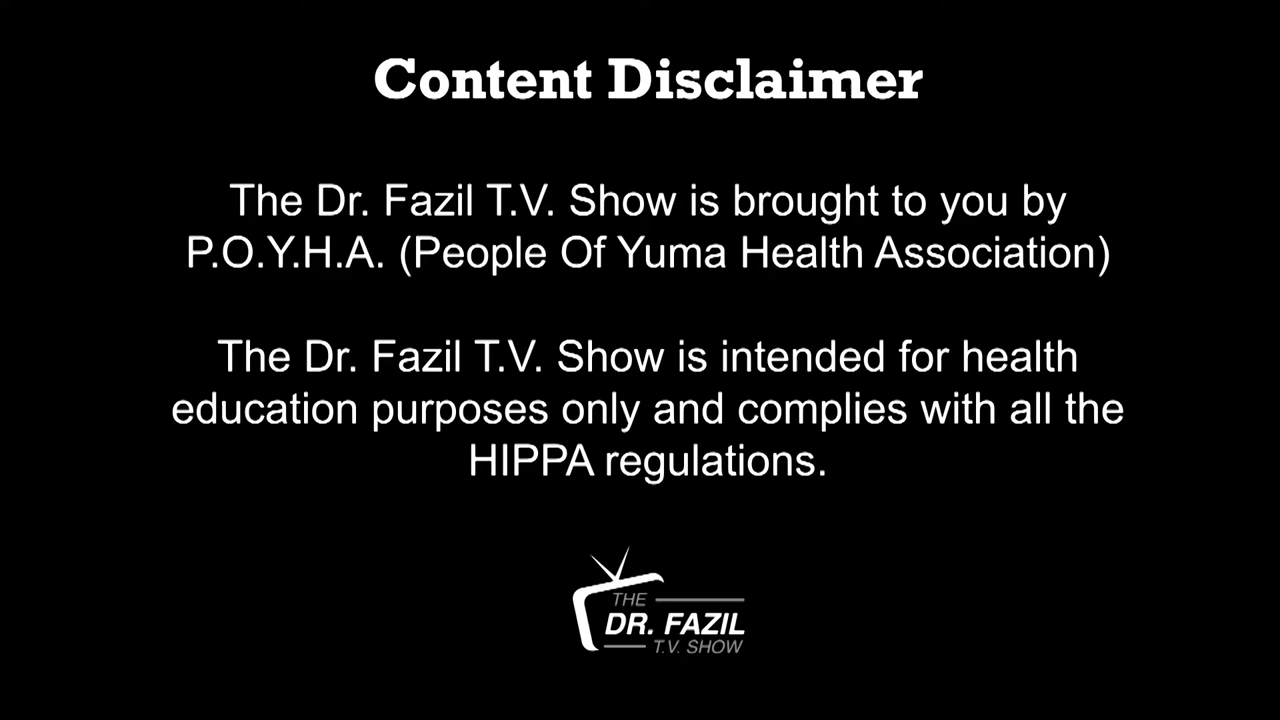 Content Disclaimer
The Dr. Fazil T.V. Show is brought to you by
P.O.Y.H.A. (People Of Yuma Health Association)
The Dr. Fazil T.V. Show is intended for health
education purposes only and complies with all the
HIPPA regulations.
THE
DR. FAZIL
T.V. SHOW